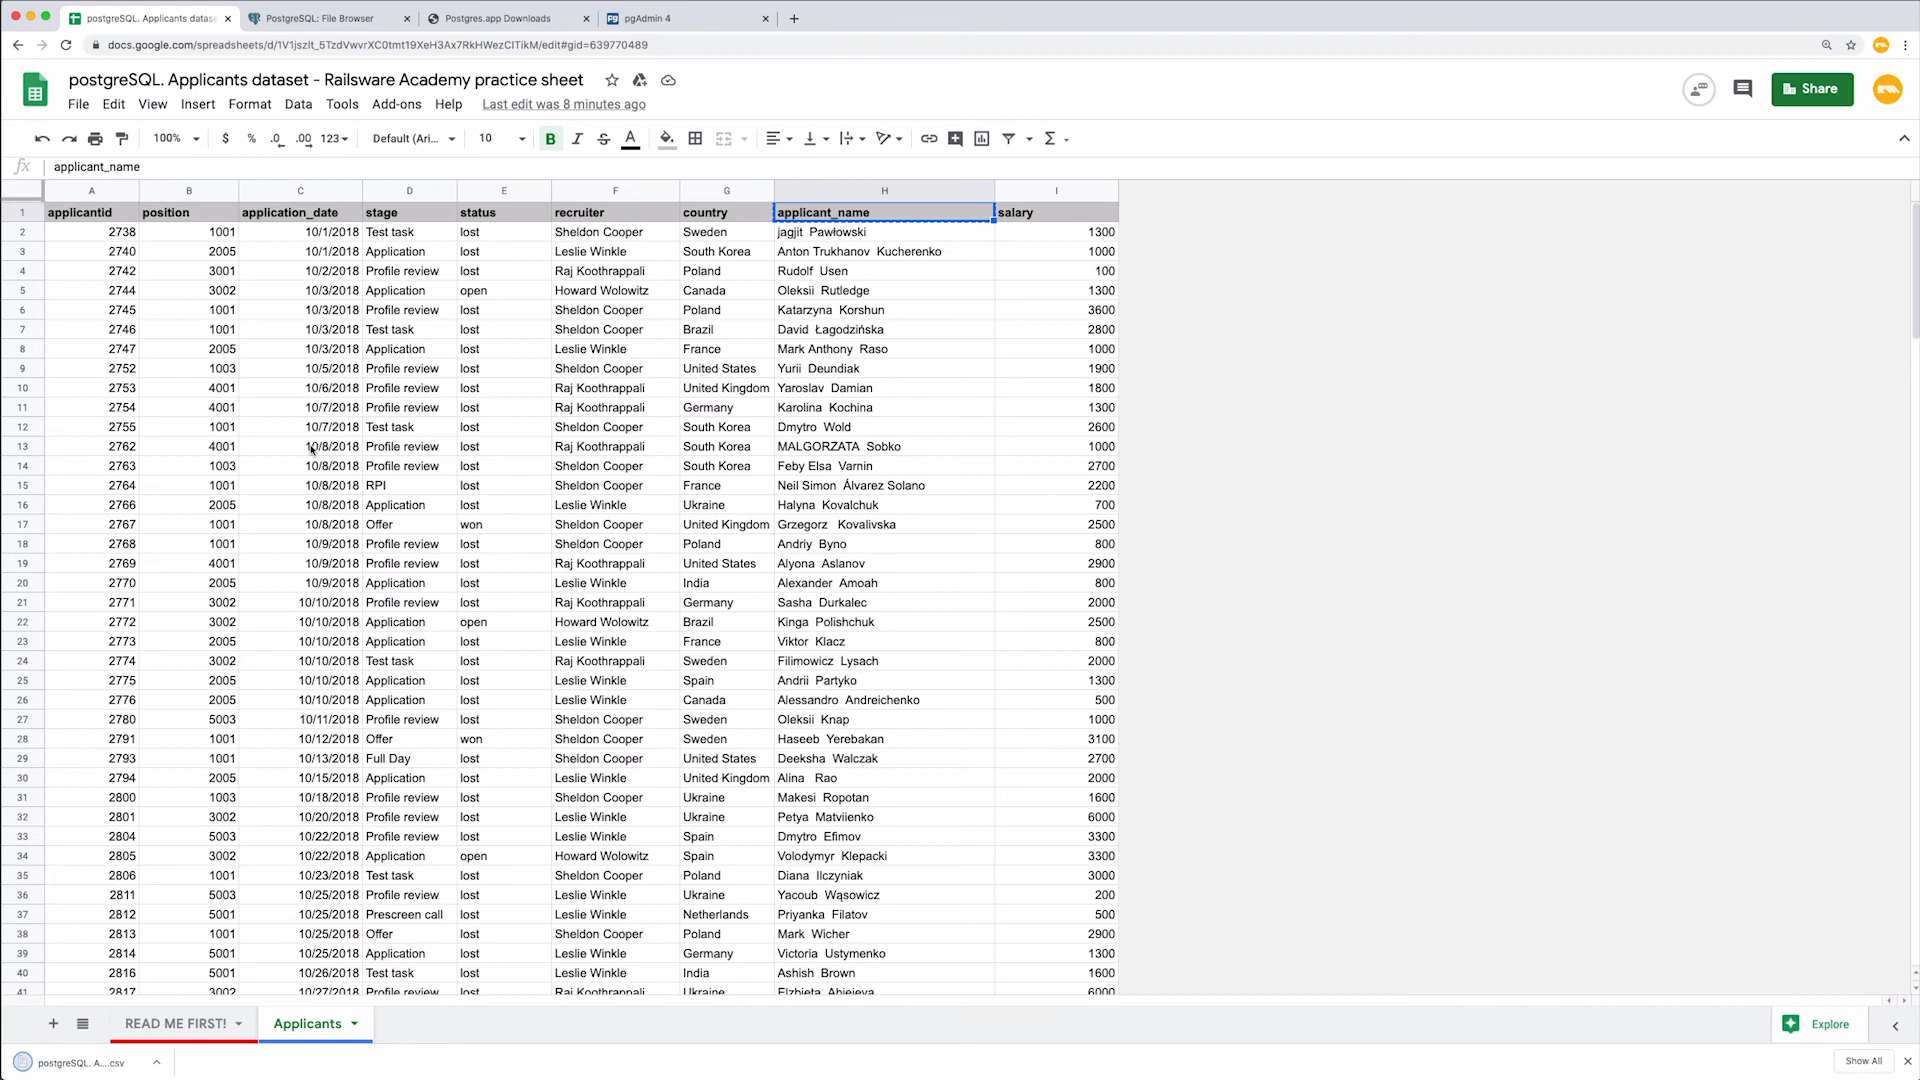 postgreSQL. Applicants datase × PostgreSQL: File Browser × Postgres.app Downloads × pgAdmin 4 × +
docs.google.com/spreadsheets/d/1V1jszlt_5TzdVwvrXC0tmt19XeH3Ax7RkHWezCITikM/edit#gid=639770489
postgreSQL. Applicants dataset - Railsware Academy practice sheet
Share
File Edit View Insert Format Data Tools Add-ons Help Last edit was 8 minutes ago
100% $ % .0 .00 123 Default (Ari... 10 B I S A Σ
fx applicant_name
A B C D E F G H I
1 applicantid position application_date stage status recruiter country applicant_name salary
2 2738 1001 10/1/2018 Test task lost Sheldon Cooper Sweden jagjit Pawłowski 1300
3 2740 2005 10/1/2018 Application lost Leslie Winkle South Korea Anton Trukhanov Kucherenko 1000
4 2742 3001 10/2/2018 Profile review lost Raj Koothrappali Poland Rudolf Usen 100
5 2744 3002 10/3/2018 Application open Howard Wolowitz Canada Oleksii Rutledge 1300
6 2745 1001 10/3/2018 Profile review lost Sheldon Cooper Poland Katarzyna Korshun 3600
7 2746 1001 10/3/2018 Test task lost Sheldon Cooper Brazil David Łagodzińska 2800
8 2747 2005 10/3/2018 Application lost Leslie Winkle France Mark Anthony Raso 1000
9 2752 1003 10/5/2018 Profile review lost Sheldon Cooper United States Yurii Deundiak 1900
10 2753 4001 10/6/2018 Profile review lost Raj Koothrappali United Kingdom Yaroslav Damian 1800
11 2754 4001 10/7/2018 Profile review lost Raj Koothrappali Germany Karolina Kochina 1300
12 2755 1001 10/7/2018 Test task lost Sheldon Cooper South Korea Dmytro Wold 2600
13 2762 4001 10/8/2018 Profile review lost Raj Koothrappali South Korea MALGORZATA Sobko 1000
14 2763 1003 10/8/2018 Profile review lost Sheldon Cooper South Korea Feby Elsa Varnin 2700
15 2764 1001 10/8/2018 RPI lost Sheldon Cooper France Neil Simon Álvarez Solano 2200
16 2766 2005 10/8/2018 Application lost Leslie Winkle Ukraine Halyna Kovalchuk 700
17 2767 1001 10/8/2018 Offer won Sheldon Cooper United Kingdom Grzegorz Kovalivska 2500
18 2768 1001 10/9/2018 Profile review lost Sheldon Cooper Poland Andriy Byno 800
19 2769 4001 10/9/2018 Profile review lost Raj Koothrappali United States Alyona Aslanov 2900
20 2770 2005 10/9/2018 Application lost Leslie Winkle India Alexander Amoah 800
21 2771 3002 10/10/2018 Profile review lost Raj Koothrappali Germany Sasha Durkalec 2000
22 2772 3002 10/10/2018 Application open Howard Wolowitz Brazil Kinga Polishchuk 2500
23 2773 2005 10/10/2018 Application lost Leslie Winkle France Viktor Klacz 800
24 2774 3002 10/10/2018 Test task lost Raj Koothrappali Sweden Filimowicz Lysach 2000
25 2775 2005 10/10/2018 Application lost Leslie Winkle Spain Andrii Partyko 1300
26 2776 2005 10/10/2018 Application lost Leslie Winkle Canada Alessandro Andreichenko 500
27 2780 5003 10/11/2018 Profile review lost Sheldon Cooper Sweden Oleksii Knap 1000
28 2791 1001 10/12/2018 Offer won Sheldon Cooper Sweden Haseeb Yerebakan 3100
29 2793 1001 10/13/2018 Full Day lost Sheldon Cooper United States Deeksha Walczak 2700
30 2794 2005 10/15/2018 Application lost Leslie Winkle United Kingdom Alina Rao 2000
31 2800 1003 10/18/2018 Profile review lost Sheldon Cooper Ukraine Makesi Ropotan 1600
32 2801 3002 10/20/2018 Profile review lost Leslie Winkle Ukraine Petya Matviienko 6000
33 2804 5003 10/22/2018 Profile review lost Leslie Winkle Spain Dmytro Efimov 3300
34 2805 3002 10/22/2018 Application open Howard Wolowitz Spain Volodymyr Klepacki 3300
35 2806 1001 10/23/2018 Test task lost Sheldon Cooper Poland Diana Ilczyniak 3000
36 2811 5003 10/25/2018 Profile review lost Leslie Winkle Ukraine Yacoub Wąsowicz 200
37 2812 5001 10/25/2018 Prescreen call lost Leslie Winkle Netherlands Priyanka Filatov 500
38 2813 1001 10/25/2018 Offer lost Sheldon Cooper Poland Mark Wicher 2900
39 2814 5001 10/25/2018 Application lost Leslie Winkle Germany Victoria Ustymenko 1300
40 2816 5001 10/26/2018 Test task lost Leslie Winkle India Ashish Brown 1600
41 2817 3002 10/27/2018 Profile review lost Raj Koothrappali Ukraine Elzbieta Abieieva 6000
+ READ ME FIRST! Applicants Explore
postgreSQL. A....csv Show All ×